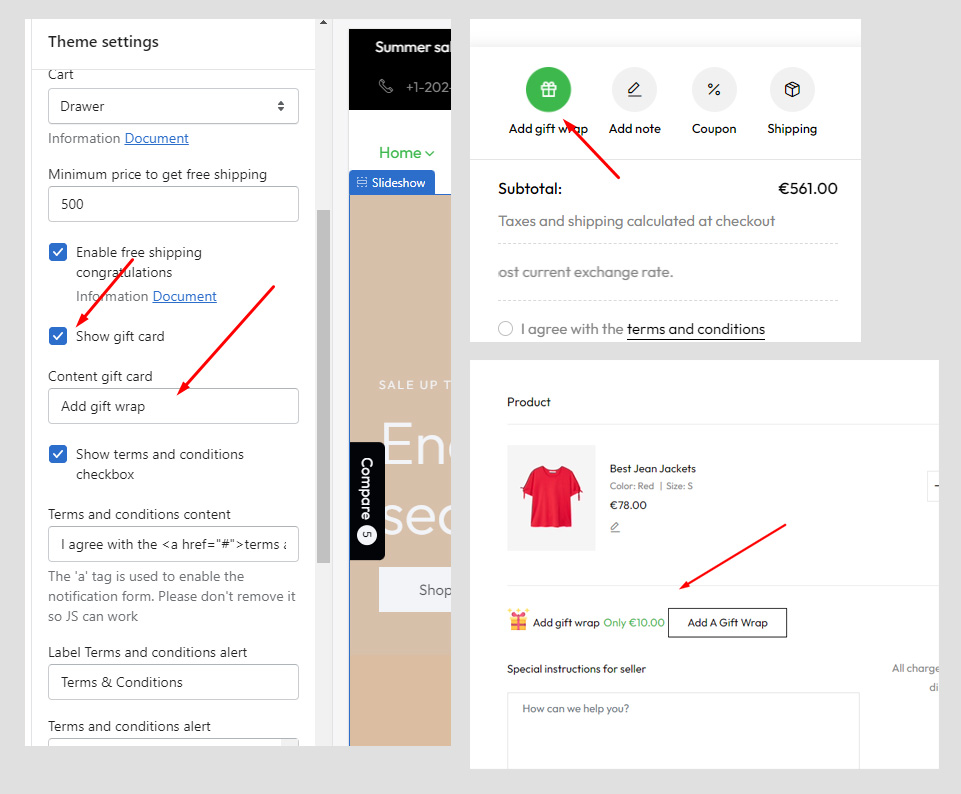 Theme settings
Cart
Drawer
Information Document
Minimum price to get free shipping
500
Enable free shipping
congratulations
Information Document
Show gift card
Content gift card
Add gift wrap
Show terms and conditions
checkbox
Terms and conditions content
I agree with the <a href="#">terms a
The 'a' tag is used to enable the
notification form. Please don't remove it
so JS can work
Label Terms and conditions alert
Terms & Conditions
Terms and conditions alert
Summer sal
+1-202-
Home
Slideshow
SALE UP T
En
sec
Shop
Compare 5
Add gift wrap
Add note
Coupon
Shipping
Subtotal: €561.00
Taxes and shipping calculated at checkout
ost current exchange rate.
I agree with the terms and conditions
Product
Best Jean Jackets
Color: Red | Size: S
€78.00
Add gift wrap Only €10.00 Add A Gift Wrap
Special instructions for seller
How can we help you?
All charge
di